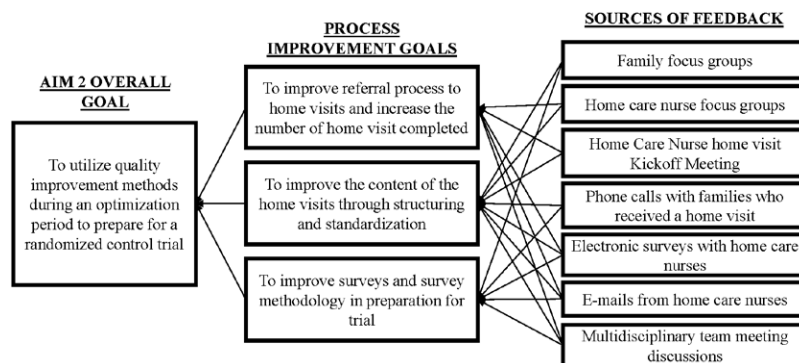 AIM 2 OVERALL
GOAL
To utilize quality
improvement methods
during an optimization
period to prepare for a
randomized control trial
PROCESS
IMPROVEMENT GOALS
To improve referral process to
home visits and increase the
number of home visit completed
To improve the content of the
home visits through structuring
and standardization
To improve surveys and survey
methodology in preparation for
trial
SOURCES OF FEEDBACK
Family focus groups
Home care nurse focus groups
Home Care Nurse home visit
Kickoff Meeting
Phone calls with families who
received a home visit
Electronic surveys with home care
nurses
E-mails from home care nurses
Multidisciplinary team meeting
discussions